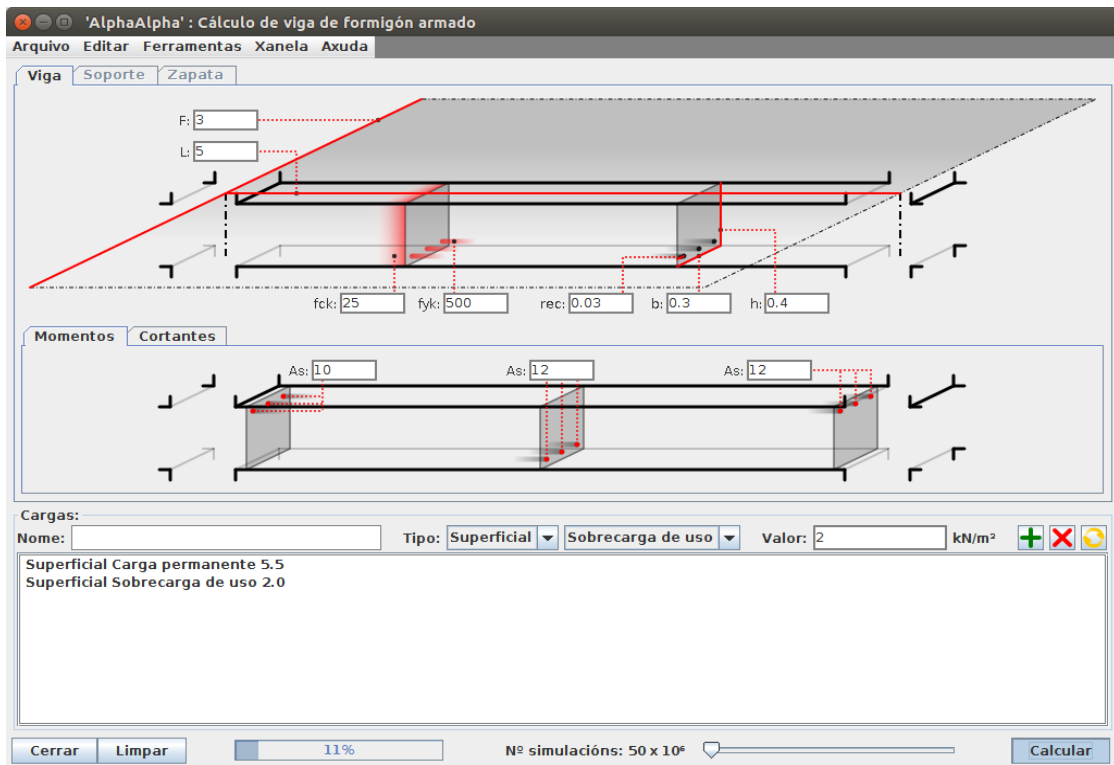 'AlphaAlpha' : Cálculo de viga de formigón armado
Arquivo Editar Ferramentas Xanela Axuda
Viga Soporte Zapata
F: 3
L: 5
fck: 25 fyk: 500 rec: 0.03 b: 0.3 h: 0.4
Momentos Cortantes
As: 10 As: 12 As: 12
Cargas:
Nome: Tipo: Superficial Sobrecarga de uso Valor: 2 kN/m²
Superficial Carga permanente 5.5
Superficial Sobrecarga de uso 2.0
Cerrar Limpar 11% Nº simulacións: 50 x 10⁶ Calcular